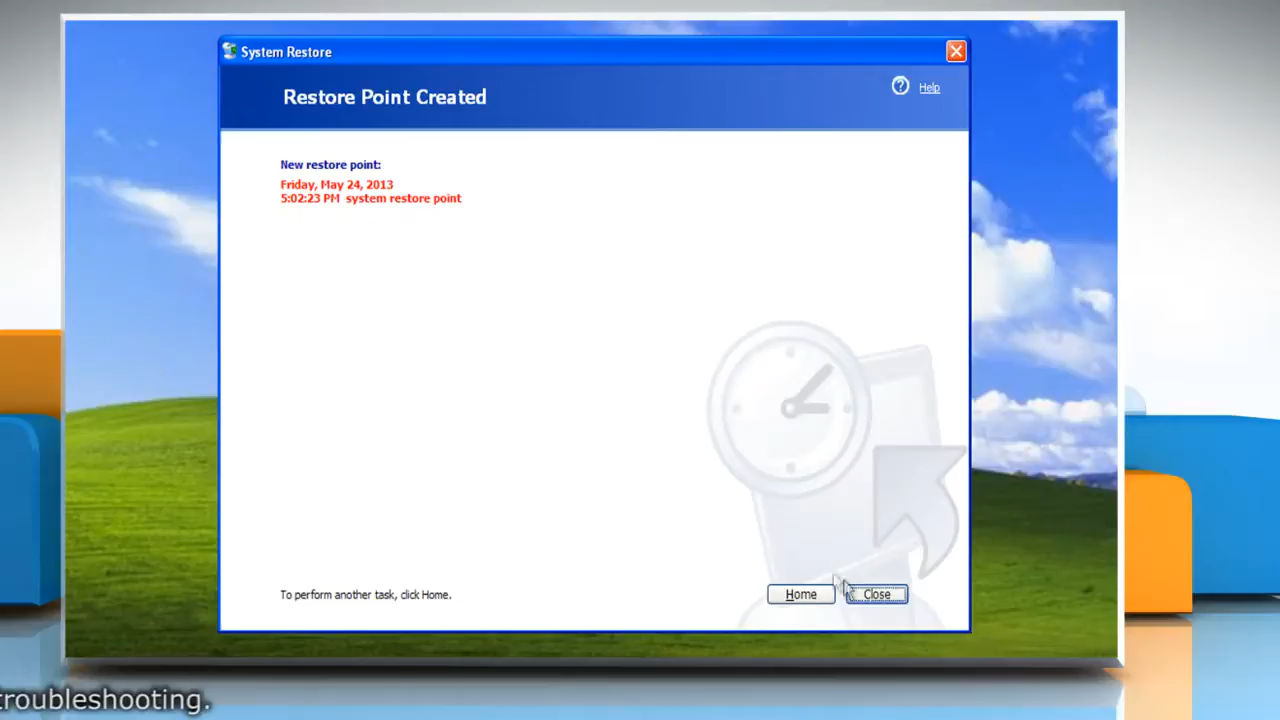 System Restore
Restore Point Created
Help
New restore point:
Friday, May 24, 2013
5:02:23 PM system restore point
To perform another task, click Home.
Home
Close
troubleshooting.